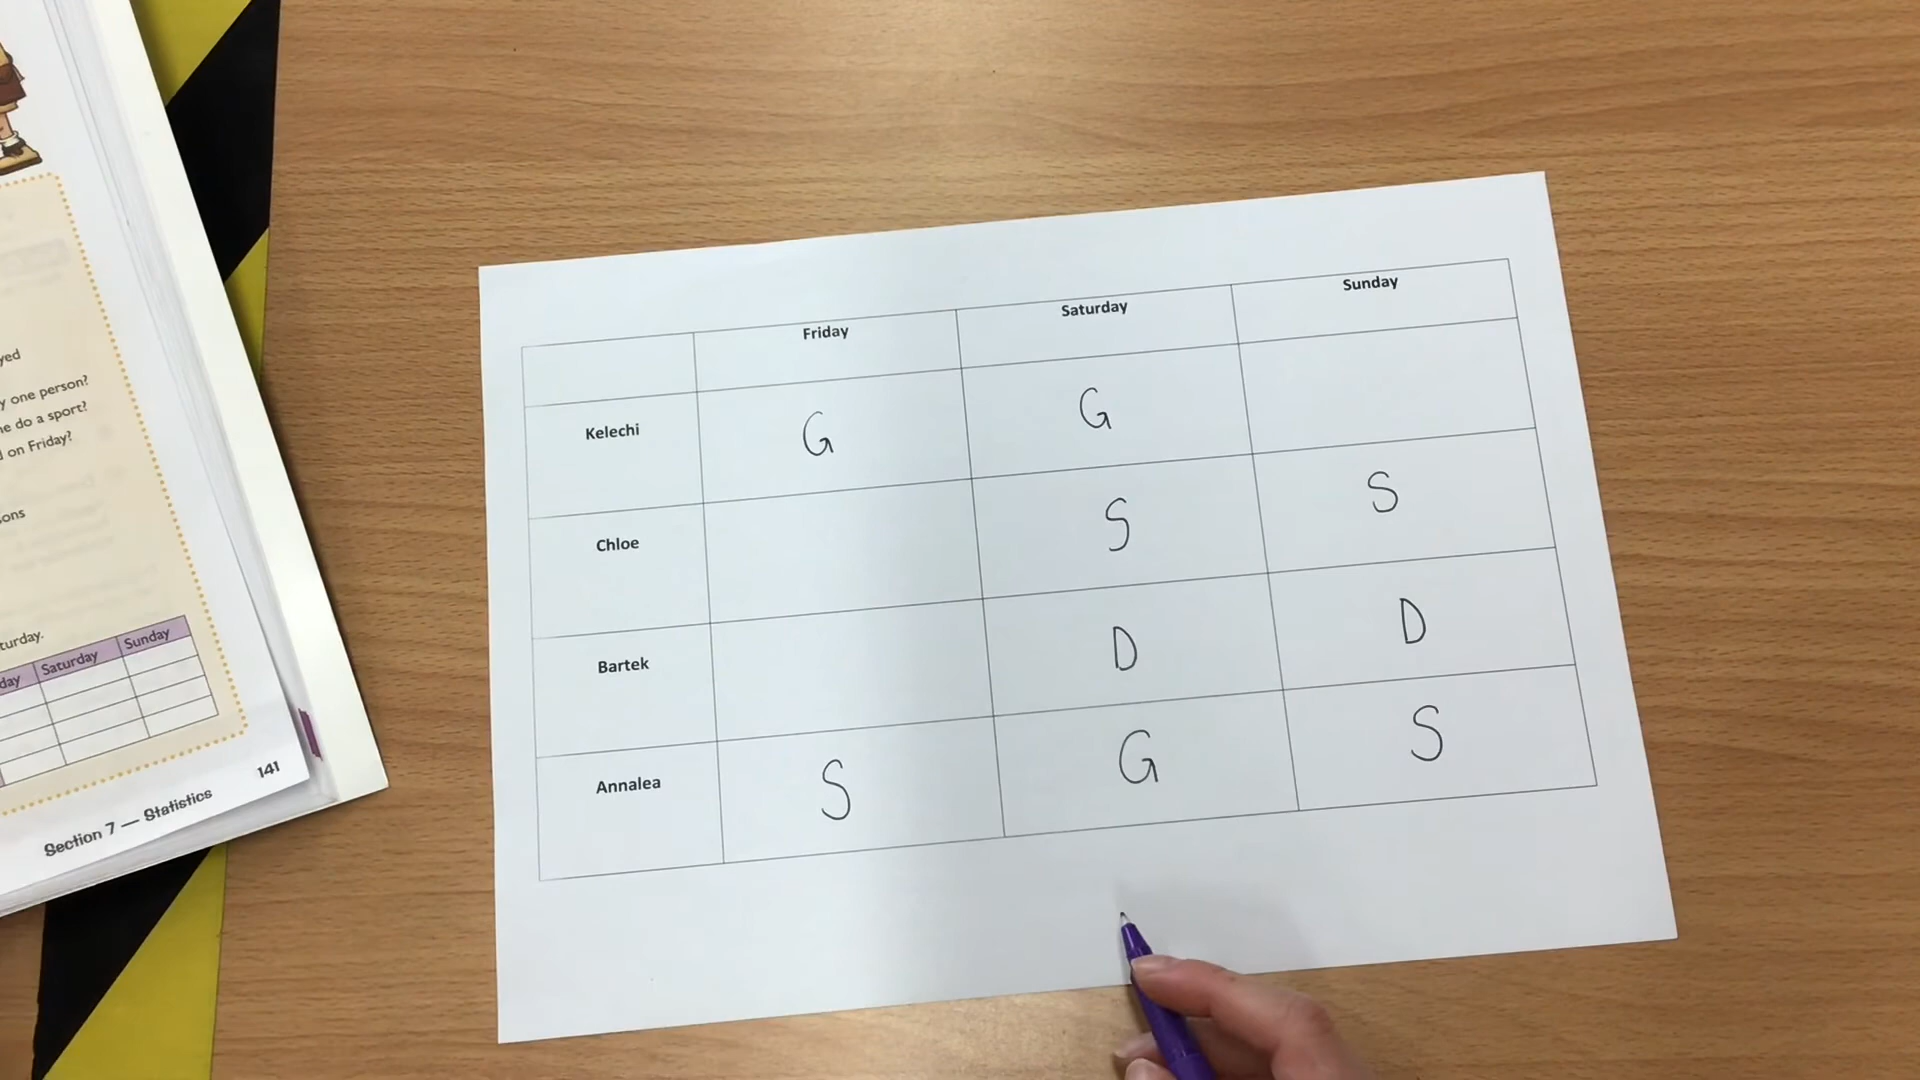 yed
y one person?
ne do a sport?
d on Friday?
ons
turday.
day Saturday Sunday
141
Section 7 — Statistics
Friday Saturday Sunday
Kelechi G G
Chloe S S
Bartek D D
Annalea S G S